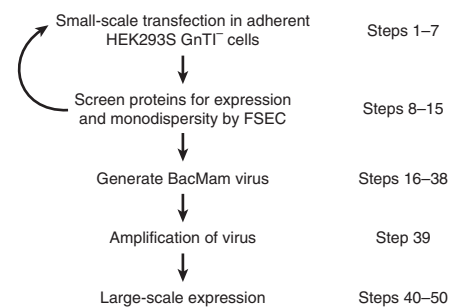 Small-scale transfection in adherent
HEK293S GnTI⁻ cells
Steps 1–7
Screen proteins for expression
and monodispersity by FSEC
Steps 8–15
Generate BacMam virus
Steps 16–38
Amplification of virus
Step 39
Large-scale expression
Steps 40–50